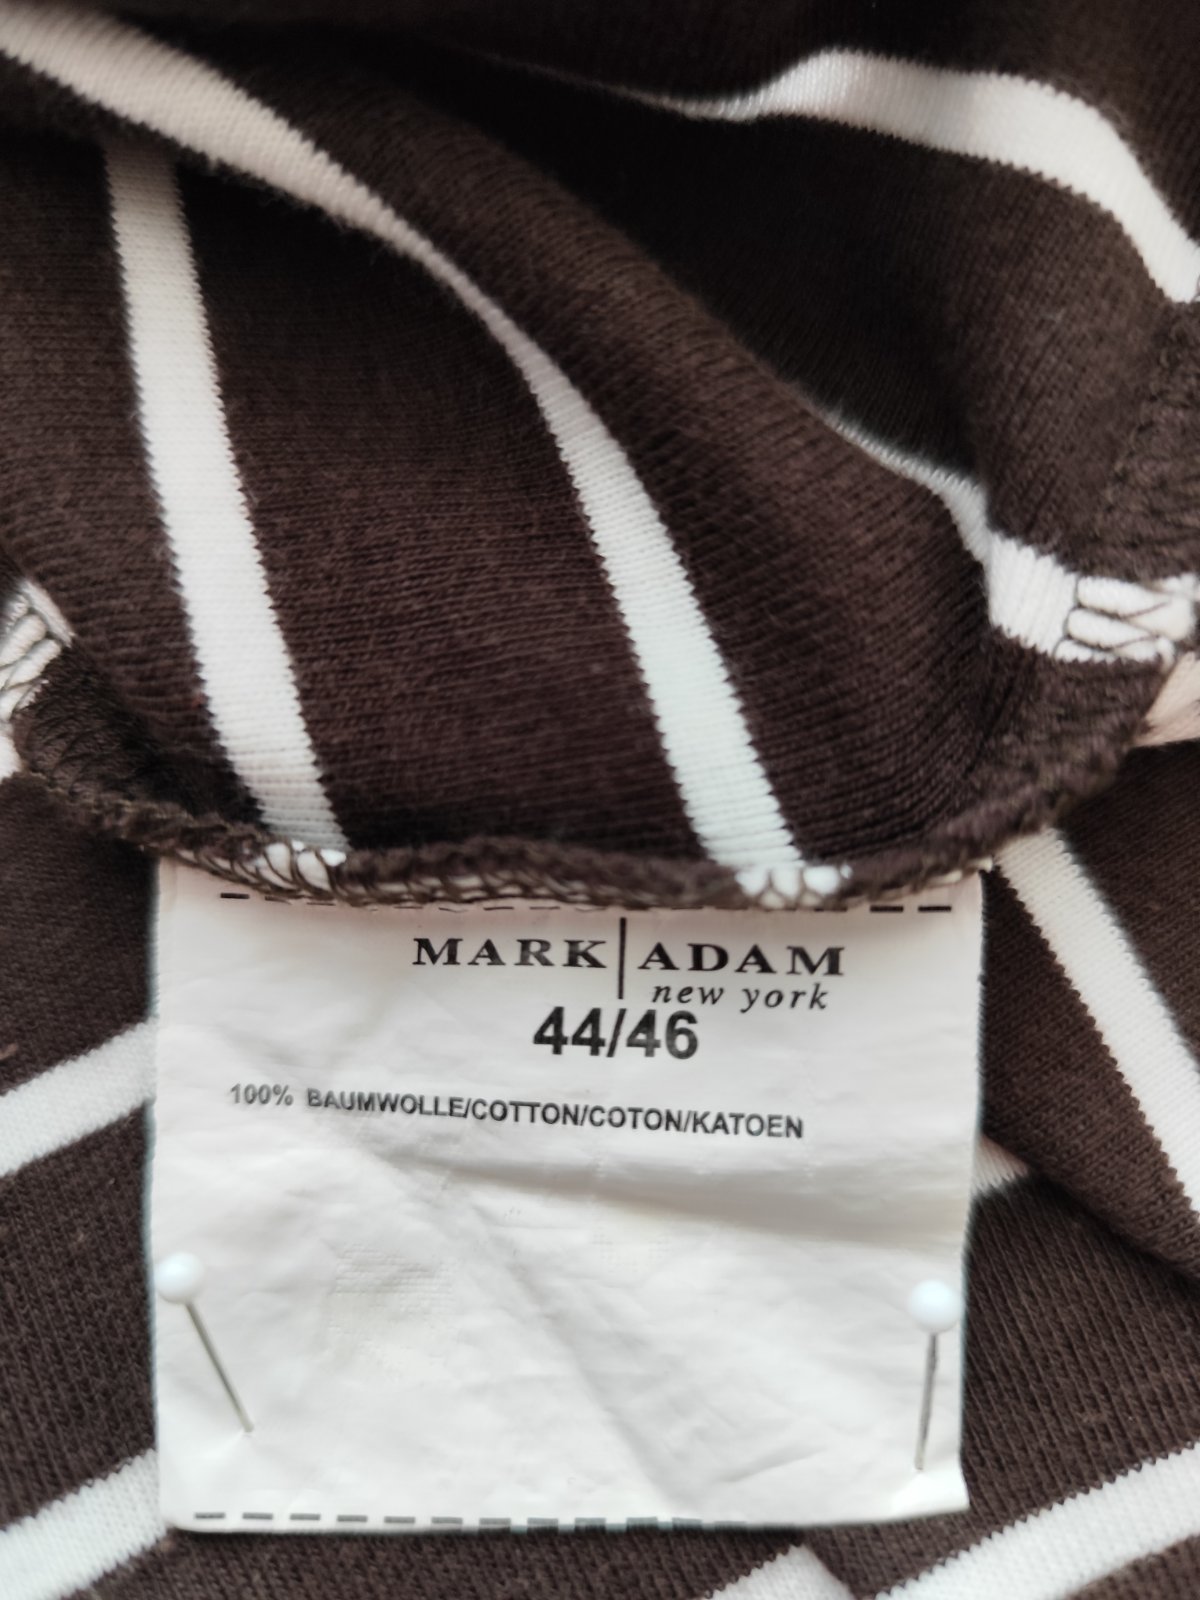 MARK | ADAM
new york
44/46
100% BAUMWOLLE/COTTON/COTON/KATOEN